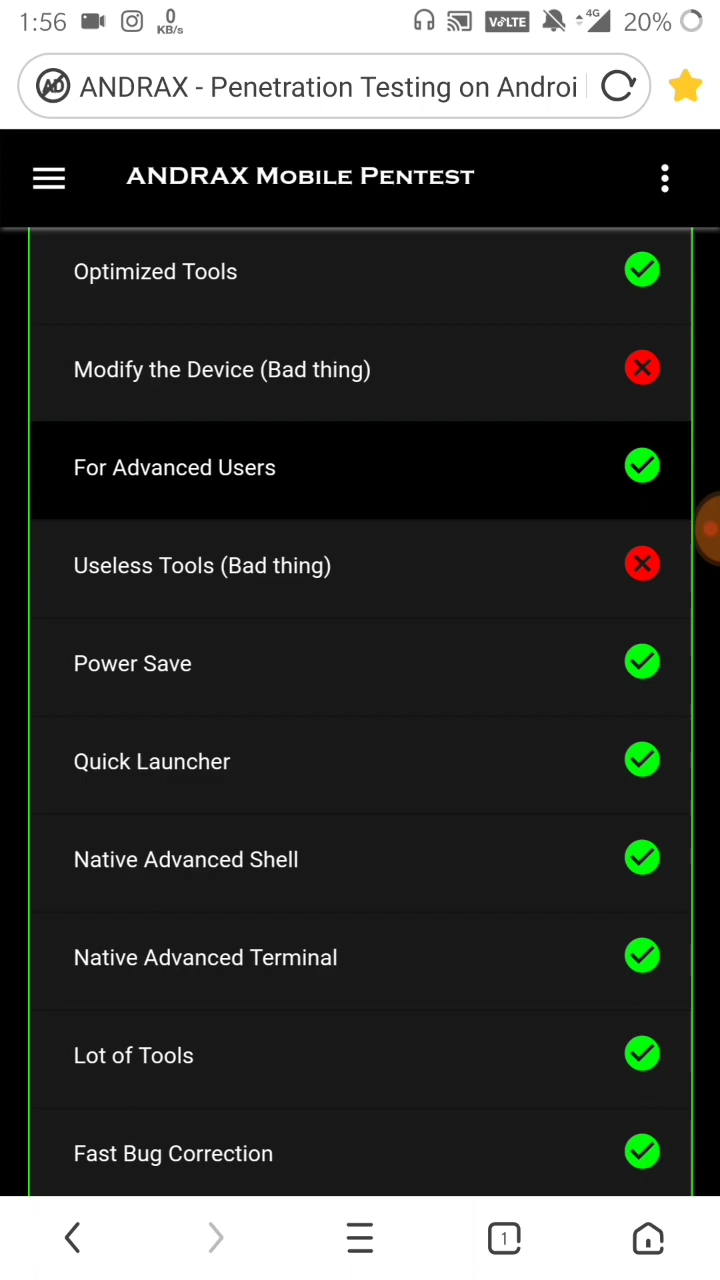 1:56
0
KB/s
VoLTE
4G
20%
AD
ANDRAX - Penetration Testing on Androi
ANDRAX MOBILE PENTEST
Optimized Tools
Modify the Device (Bad thing)
For Advanced Users
Useless Tools (Bad thing)
Power Save
Quick Launcher
Native Advanced Shell
Native Advanced Terminal
Lot of Tools
Fast Bug Correction
1